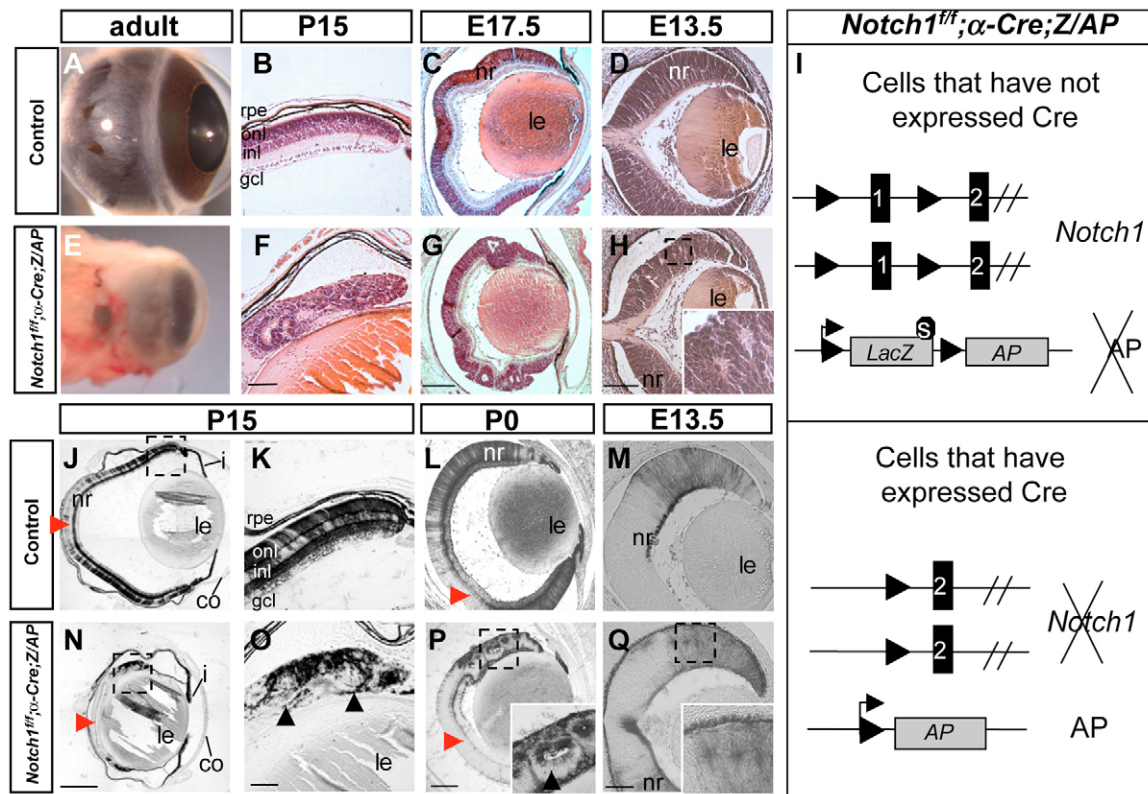 adult P15 E17.5 E13.5 Notch1f/f;α-Cre;Z/AP
Control
A B C D I
rpe
onl
inl
gcl
nr
le
nr
le
Cells that have not
expressed Cre
1 2
Notch1
1 2
S
LacZ AP
AP
Notch1f/f;α-Cre;Z/AP
E F G H
le
nr
P15 P0 E13.5
Control
J K L M
i
nr
le
co
rpe
onl
inl
gcl
nr
le
nr
le
Cells that have
expressed Cre
2
Notch1
2
AP AP
Notch1f/f;α-Cre;Z/AP
N O P Q
i
le
co
le
nr